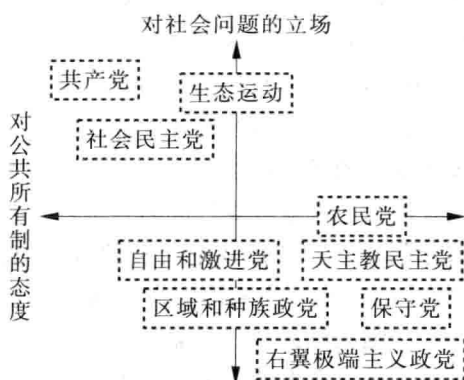 对社会问题的立场
共产党
生态运动
社会民主党
对公共所有制的态度
农民党
自由和激进党
天主教民主党
区域和种族政党
保守党
右翼极端主义政党